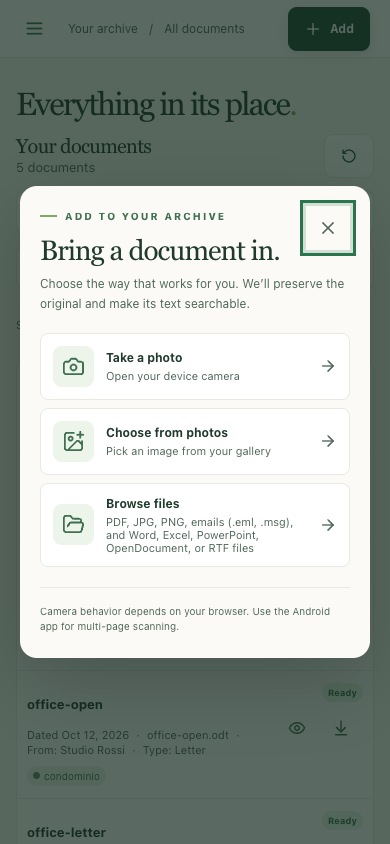 Your archive / All documents
Add
Everything in its place.
Your documents
5 documents
ADD TO YOUR ARCHIVE
Bring a document in.
Choose the way that works for you. We’ll preserve the
original and make its text searchable.
Take a photo
Open your device camera
Choose from photos
Pick an image from your gallery
Browse files
PDF, JPG, PNG, emails (.eml, .msg),
and Word, Excel, PowerPoint,
OpenDocument, or RTF files
Camera behavior depends on your browser. Use the Android
app for multi-page scanning.
Ready
office-open
Dated Oct 12, 2026 · office-open.odt ·
From: Studio Rossi · Type: Letter
condominio
Ready
office-letter